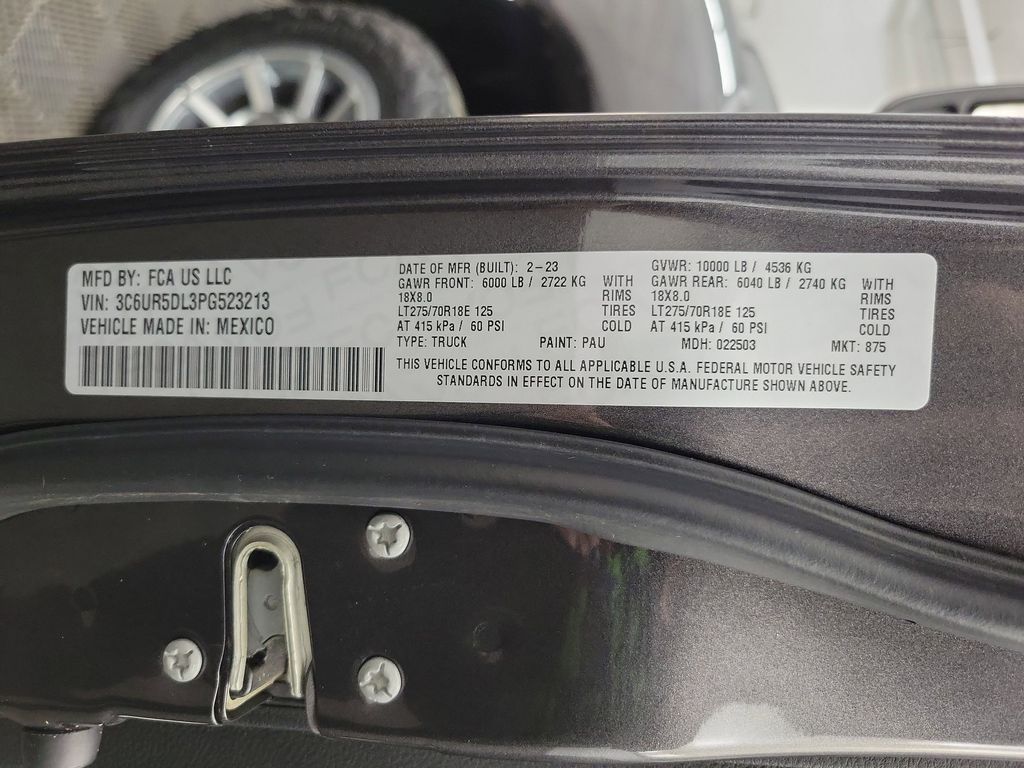 MFD BY: FCA US LLC
VIN: 3C6UR5DL3PG523213
VEHICLE MADE IN: MEXICO
DATE OF MFR (BUILT): 2-23
GAWR FRONT: 6000 LB / 2722 KG WITH
18X8.0 RIMS
LT275/70R18E 125 TIRES
AT 415 kPa / 60 PSI COLD
TYPE: TRUCK PAINT: PAU
GVWR: 10000 LB / 4536 KG
GAWR REAR: 6040 LB / 2740 KG WITH
18X8.0 RIMS
LT275/70R18E 125 TIRES
AT 415 kPa / 60 PSI COLD
MDH: 022503 MKT: 875
THIS VEHICLE CONFORMS TO ALL APPLICABLE U.S.A. FEDERAL MOTOR VEHICLE SAFETY
STANDARDS IN EFFECT ON THE DATE OF MANUFACTURE SHOWN ABOVE.